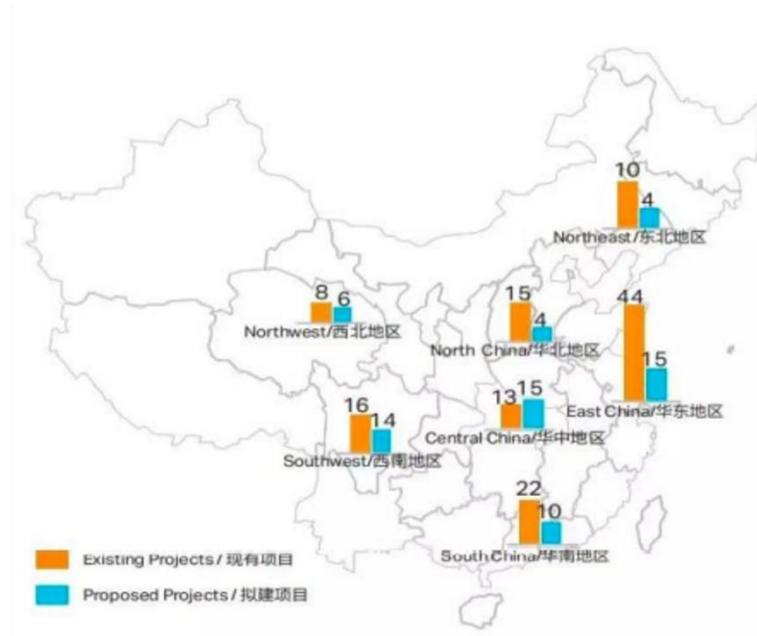 10
4
Northeast/东北地区
8 6
Northwest/西北地区
15
4
North China/华北地区
44
15
East China/华东地区
16
14
Southwest/西南地区
13 15
Central China/华中地区
22
10
South China/华南地区
Existing Projects / 现有项目
Proposed Projects / 拟建项目